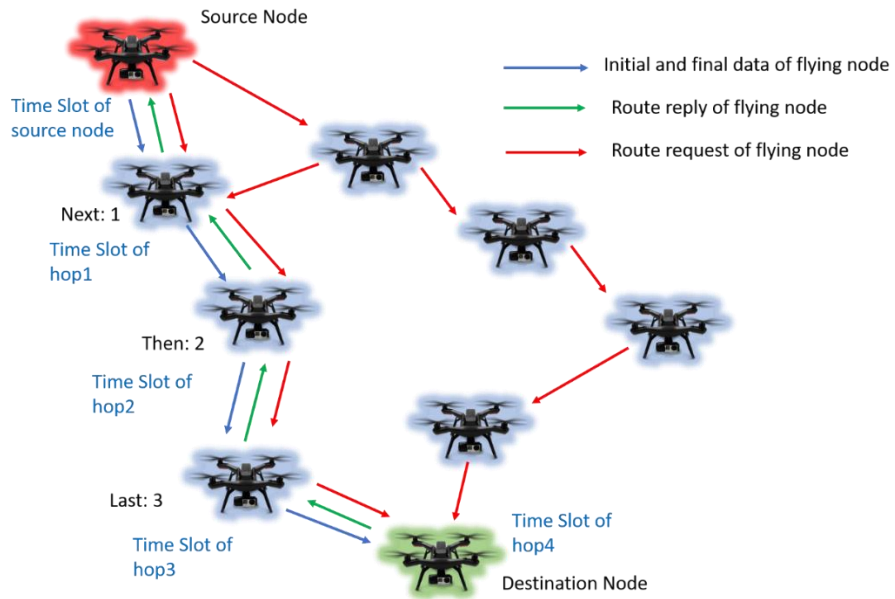 Source Node
Initial and final data of flying node
Time Slot of
source node
Route reply of flying node
Route request of flying node
Next: 1
Time Slot of
hop1
Then: 2
Time Slot of
hop2
Last: 3
Time Slot of
hop3
Time Slot of
hop4
Destination Node